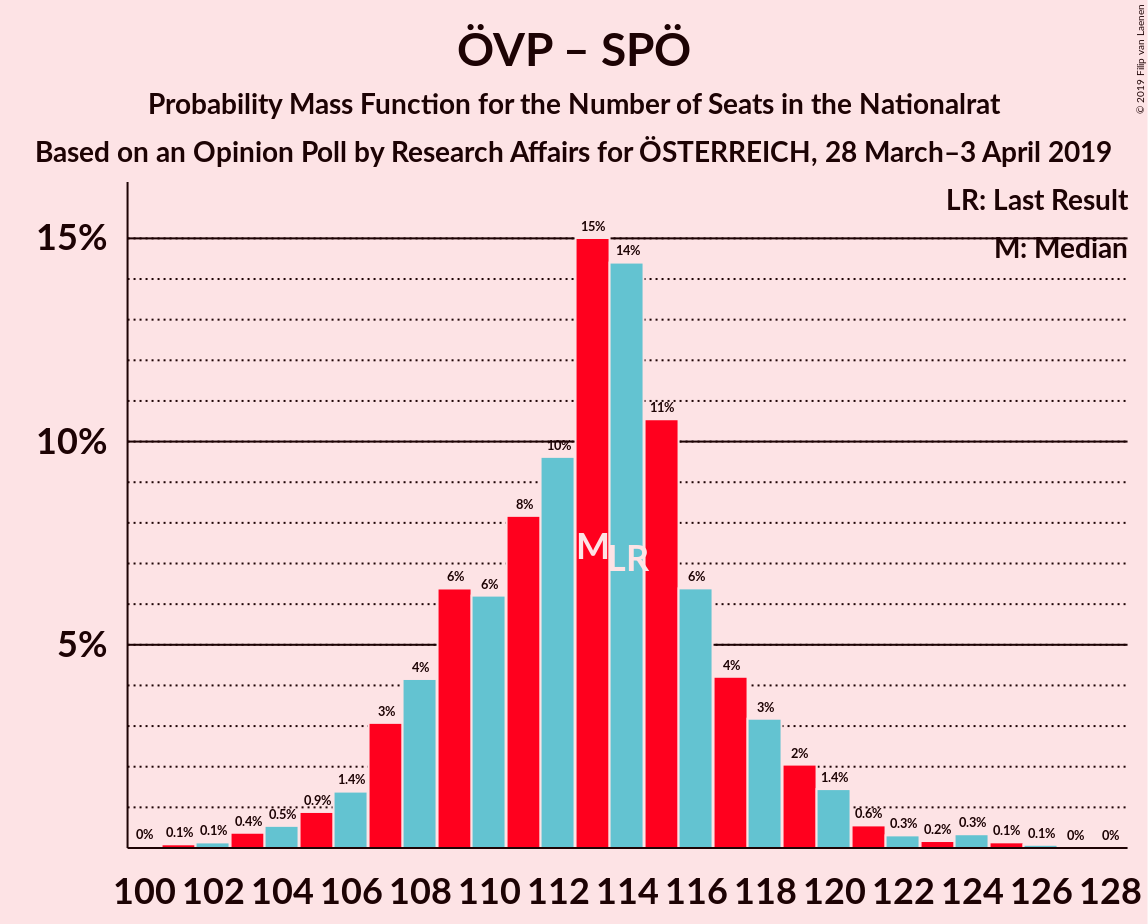 ÖVP – SPÖ
Probability Mass Function for the Number of Seats in the Nationalrat
Based on an Opinion Poll by Research Affairs for ÖSTERREICH, 28 March–3 April 2019
© 2019 Filip van Laenen
LR: Last Result
M: Median
15%
10%
5%
0% 0.1% 0.1% 0.4% 0.5% 0.9% 1.4% 3% 4% 6% 6% 8% 10% 15% 14% 11% 6% 4% 3% 2% 1.4% 0.6% 0.3% 0.2% 0.3% 0.1% 0.1% 0% 0%
M LR
100 102 104 106 108 110 112 114 116 118 120 122 124 126 128